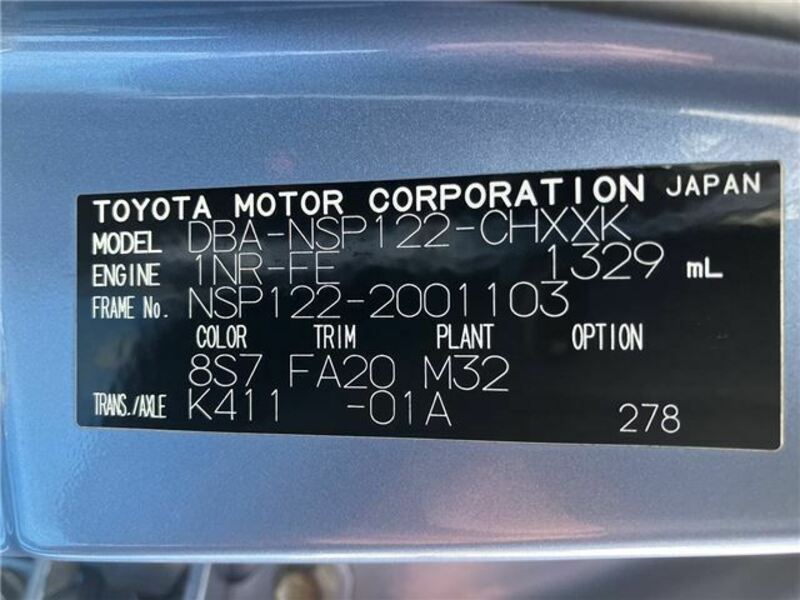 TOYOTA MOTOR CORPORATION JAPAN
MODEL DBA-NSP122-CHXXK
ENGINE 1NR-FE 1329 mL
FRAME No. NSP122-2001103
COLOR TRIM PLANT OPTION
8S7 FA20 M32
TRANS./AXLE K411 -01A 278